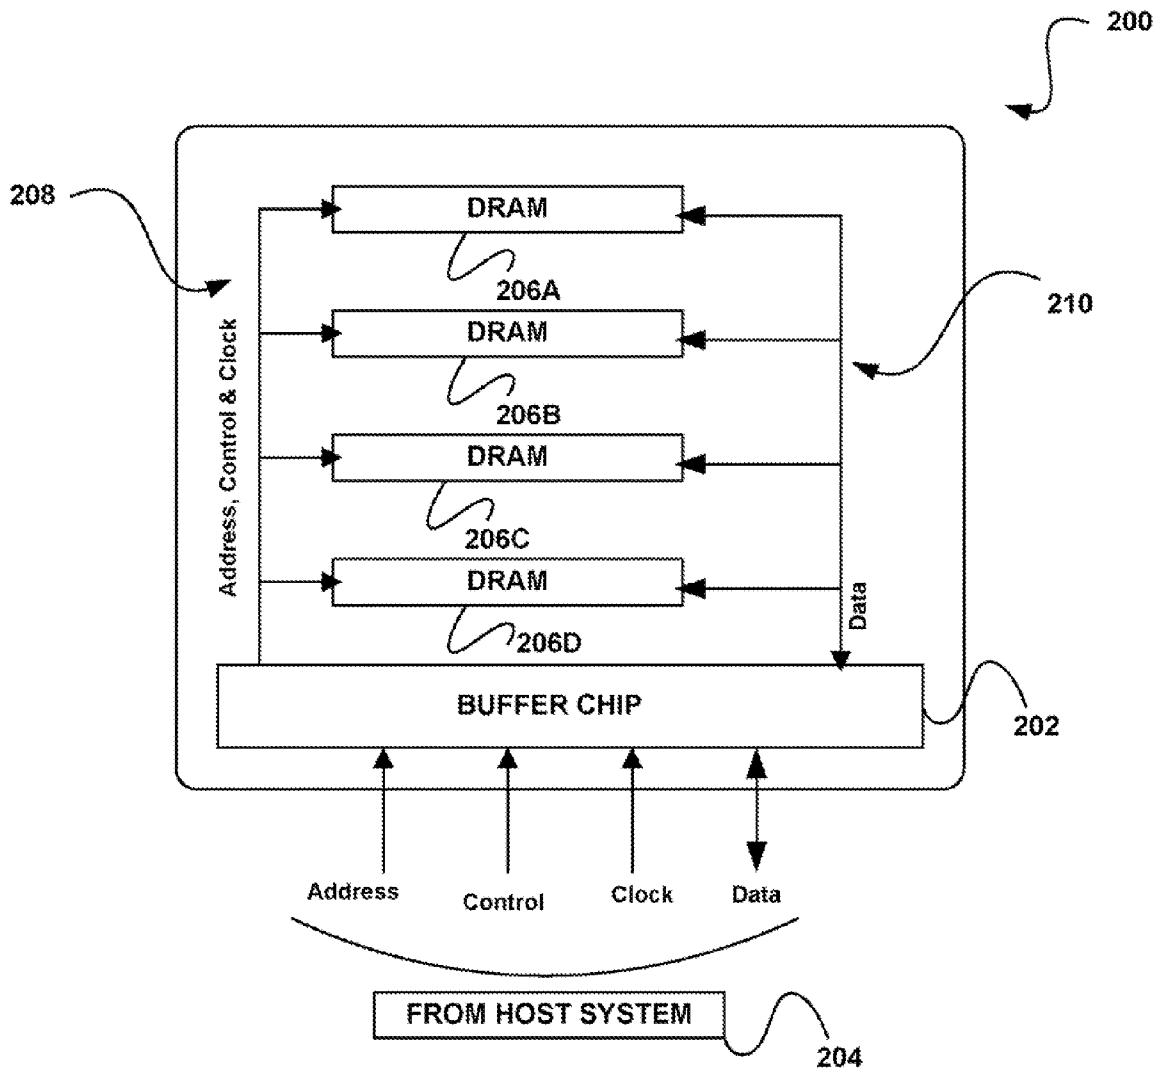 200
208
DRAM
206A
210
DRAM
206B
Address, Control & Clock
DRAM
206C
DRAM
206D
Data
BUFFER CHIP
202
Address
Control
Clock
Data
FROM HOST SYSTEM
204